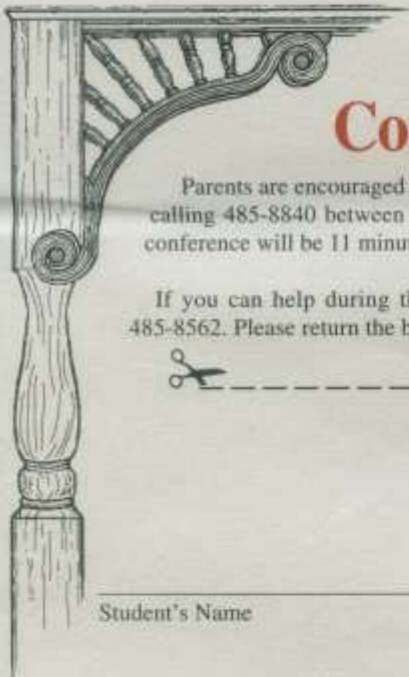 Co
Parents are encouraged
calling 485-8840 between
conference will be 11 minu
If you can help during th
485-8562. Please return the b
Student's Name